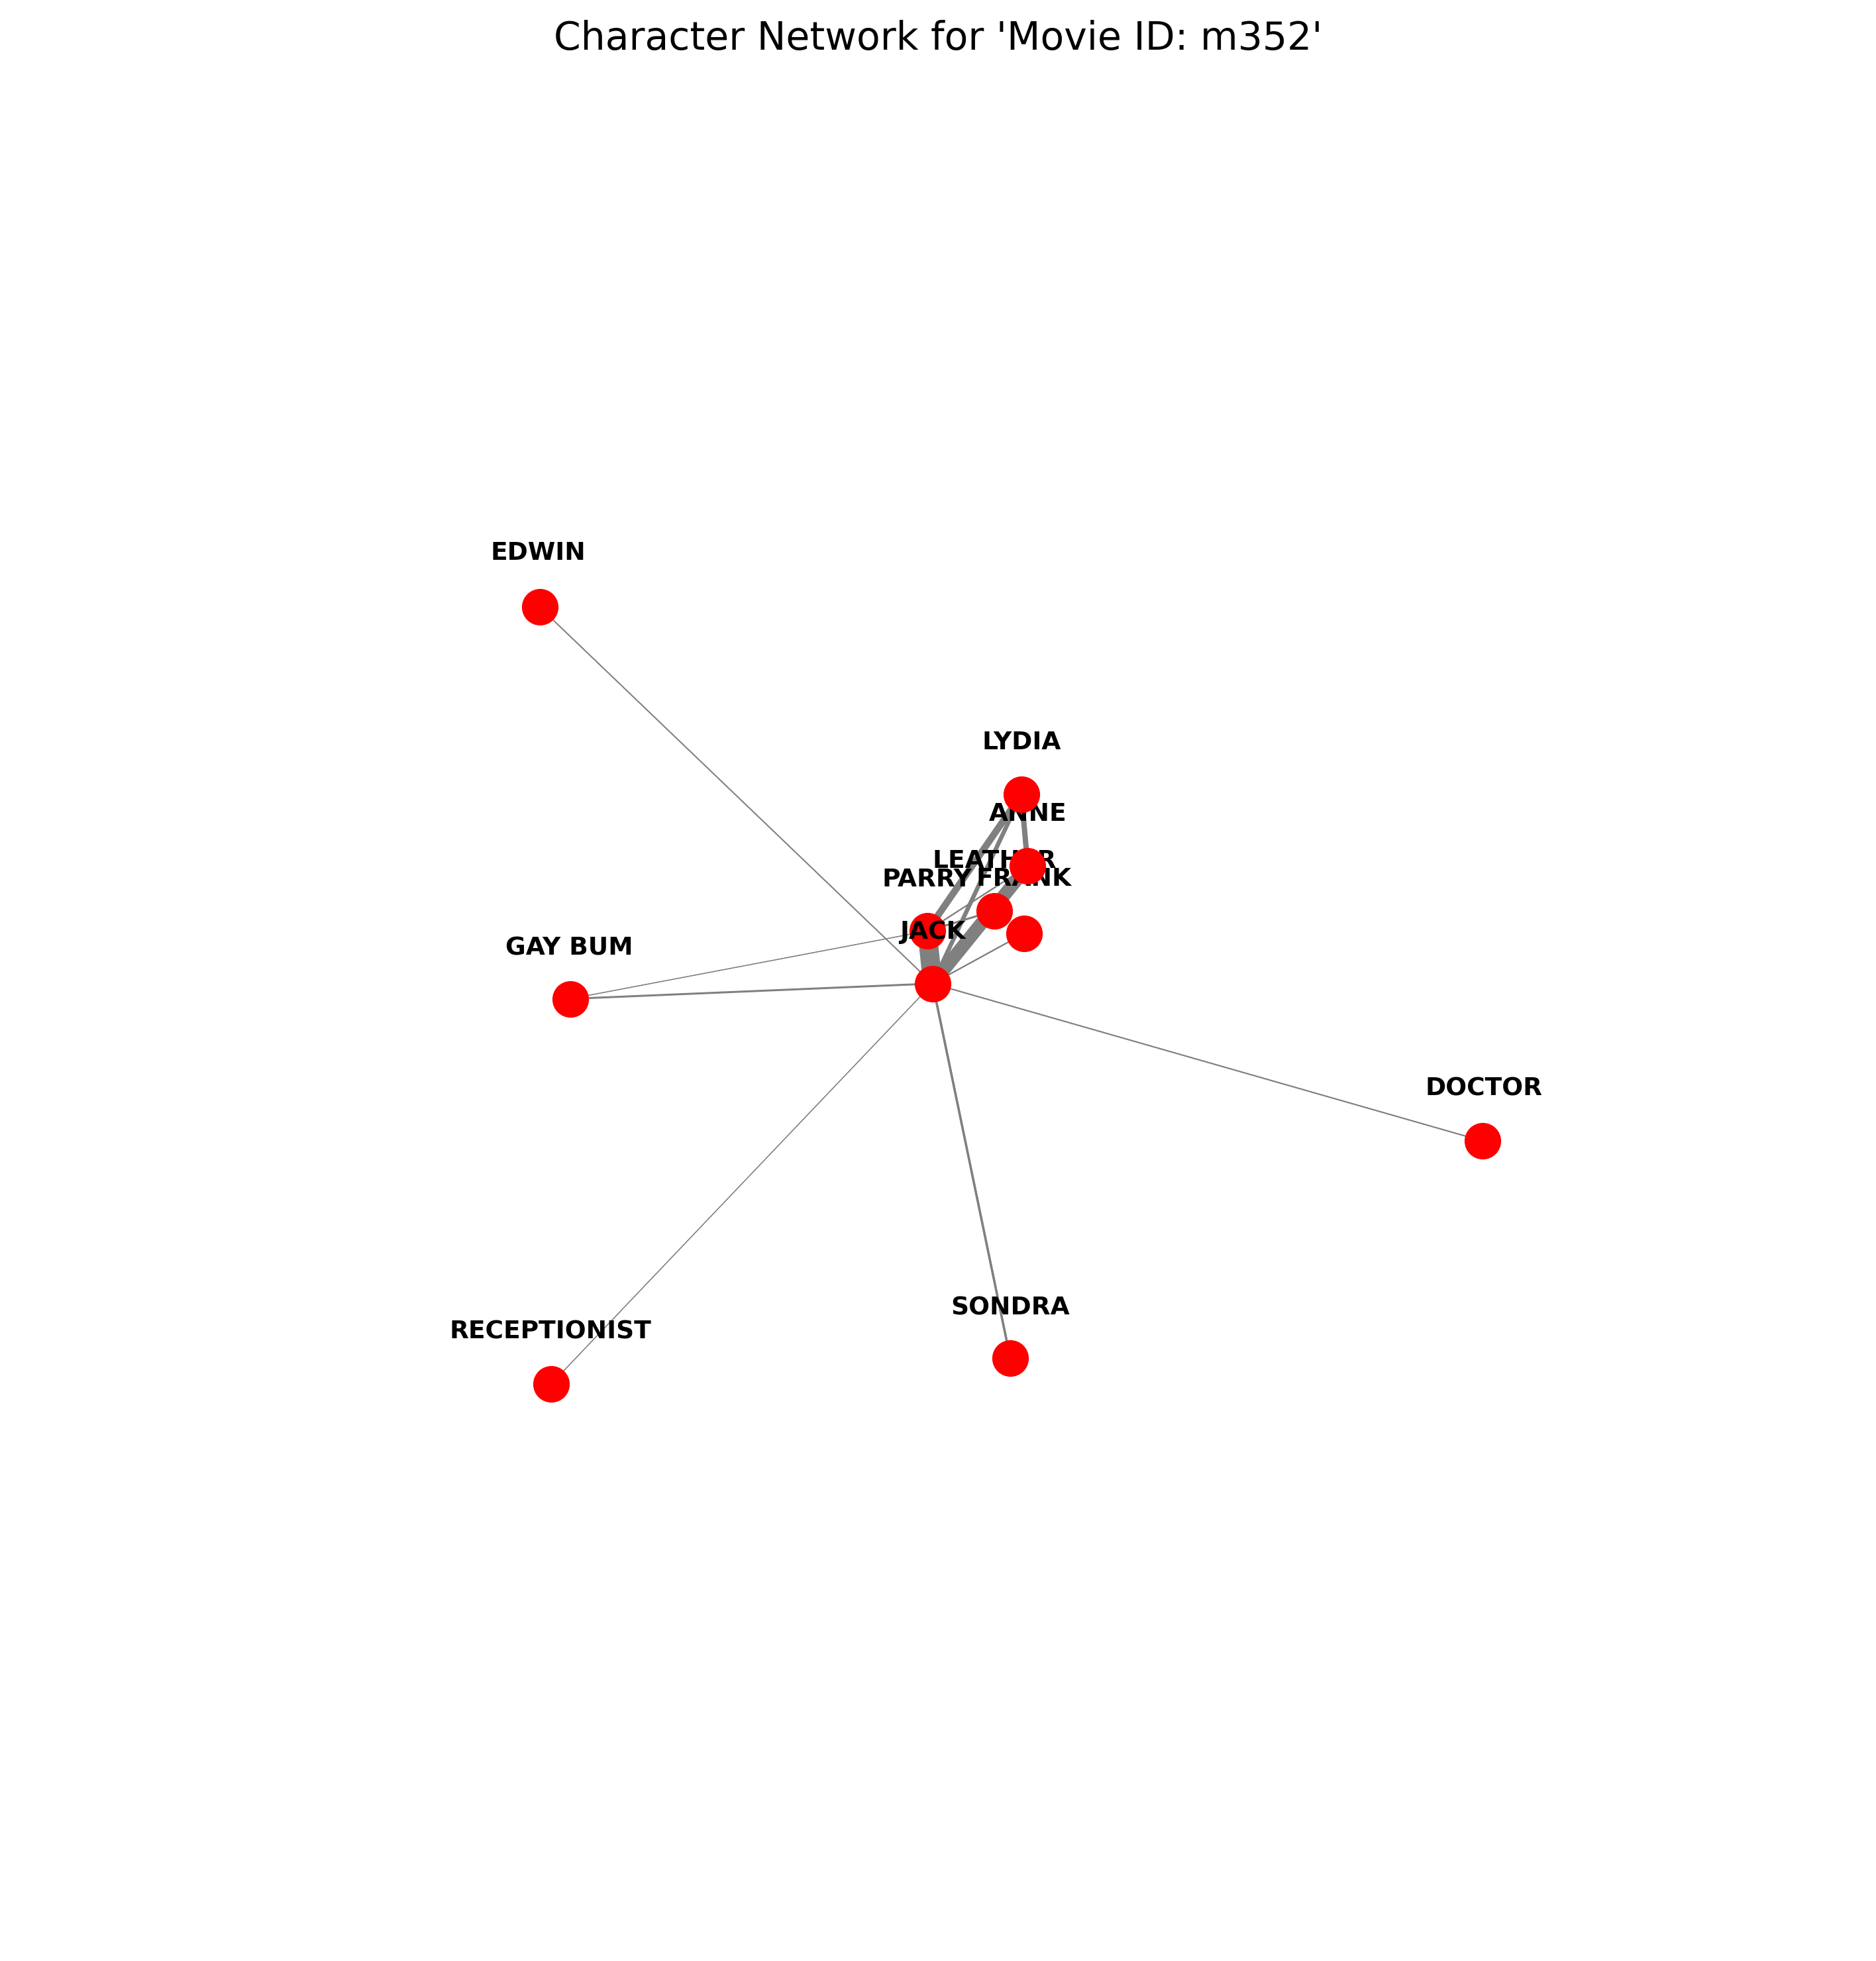 Character Network for 'Movie ID: m352'
EDWIN
LYDIA
ANNE
LEATHER
PARRY
FRANK
JACK
GAY BUM
DOCTOR
SONDRA
RECEPTIONIST